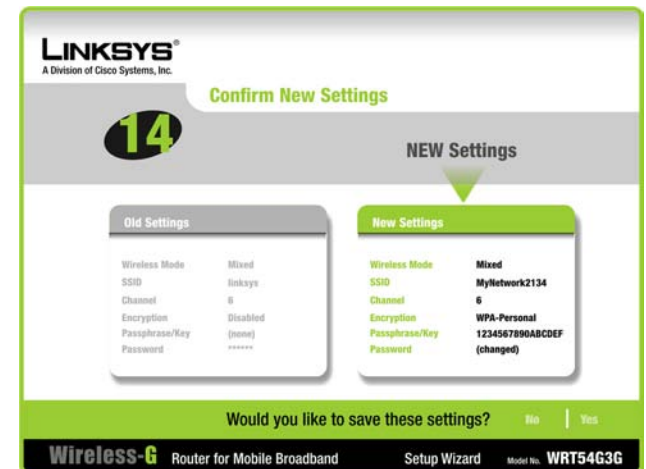 LINKSYS®
A Division of Cisco Systems, Inc.
Confirm New Settings
14
NEW Settings
Old Settings
Wireless Mode Mixed
SSID linksys
Channel 6
Encryption Disabled
Passphrase/Key (none)
Password ******
New Settings
Wireless Mode Mixed
SSID MyNetwork2134
Channel 6
Encryption WPA-Personal
Passphrase/Key 1234567890ABCDEF
Password (changed)
Would you like to save these settings? No Yes
Wireless-G Router for Mobile Broadband Setup Wizard Model No. WRT54G3G